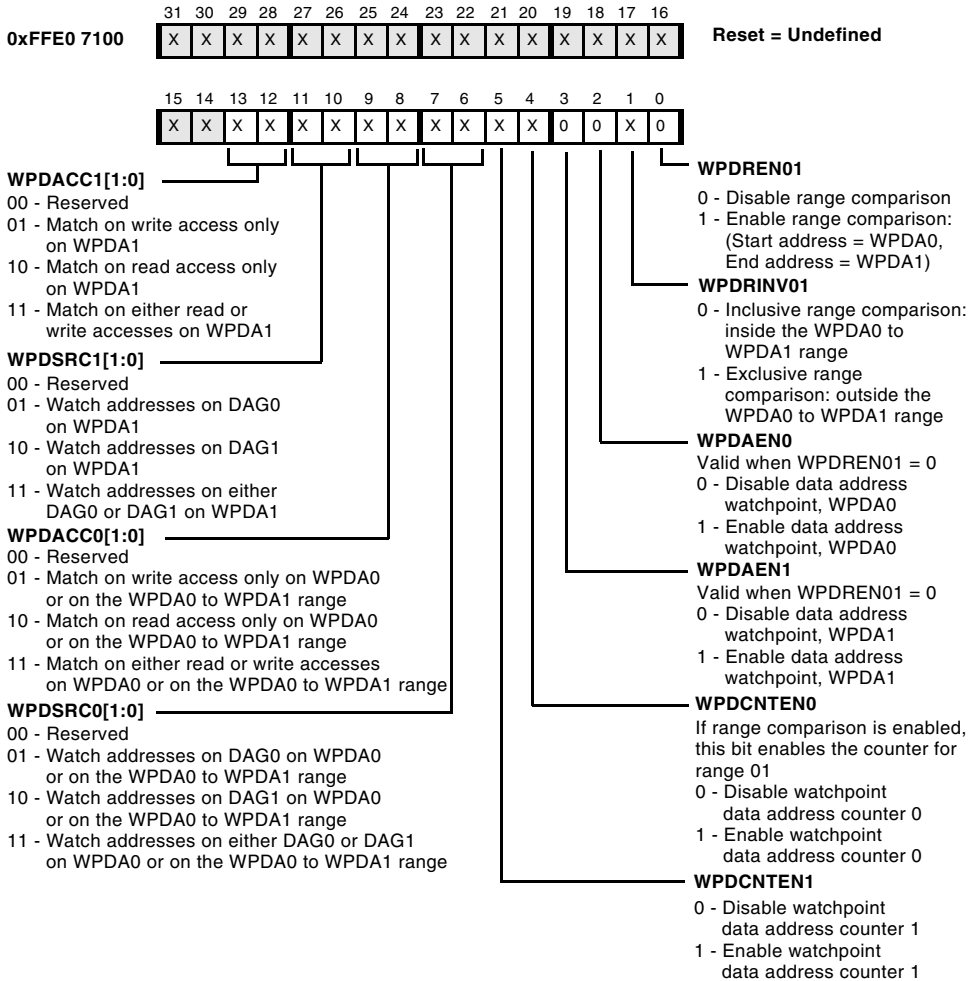 31 30 29 28 27 26 25 24 23 22 21 20 19 18 17 16
0xFFE0 7100 X X X X X X X X X X X X X X X X Reset = Undefined
15 14 13 12 11 10 9 8 7 6 5 4 3 2 1 0
X X X X X X X X X X X X 0 0 X 0
WPDACC1[1:0]
00 - Reserved
01 - Match on write access only
on WPDA1
10 - Match on read access only
on WPDA1
11 - Match on either read or
write accesses on WPDA1
WPDSRC1[1:0]
00 - Reserved
01 - Watch addresses on DAG0
on WPDA1
10 - Watch addresses on DAG1
on WPDA1
11 - Watch addresses on either
DAG0 or DAG1 on WPDA1
WPDACC0[1:0]
00 - Reserved
01 - Match on write access only on WPDA0
or on the WPDA0 to WPDA1 range
10 - Match on read access only on WPDA0
or on the WPDA0 to WPDA1 range
11 - Match on either read or write accesses
on WPDA0 or on the WPDA0 to WPDA1 range
WPDSRC0[1:0]
00 - Reserved
01 - Watch addresses on DAG0 on WPDA0
or on the WPDA0 to WPDA1 range
10 - Watch addresses on DAG1 on WPDA0
or on the WPDA0 to WPDA1 range
11 - Watch addresses on either DAG0 or DAG1
on WPDA0 or on the WPDA0 to WPDA1 range
WPDREN01
0 - Disable range comparison
1 - Enable range comparison:
(Start address = WPDA0,
End address = WPDA1)
WPDRINV01
0 - Inclusive range comparison:
inside the WPDA0 to
WPDA1 range
1 - Exclusive range
comparison: outside the
WPDA0 to WPDA1 range
WPDAEN0
Valid when WPDREN01 = 0
0 - Disable data address
watchpoint, WPDA0
1 - Enable data address
watchpoint, WPDA0
WPDAEN1
Valid when WPDREN01 = 0
0 - Disable data address
watchpoint, WPDA1
1 - Enable data address
watchpoint, WPDA1
WPDCNTEN0
If range comparison is enabled,
this bit enables the counter for
range 01
0 - Disable watchpoint
data address counter 0
1 - Enable watchpoint
data address counter 0
WPDCNTEN1
0 - Disable watchpoint
data address counter 1
1 - Enable watchpoint
data address counter 1